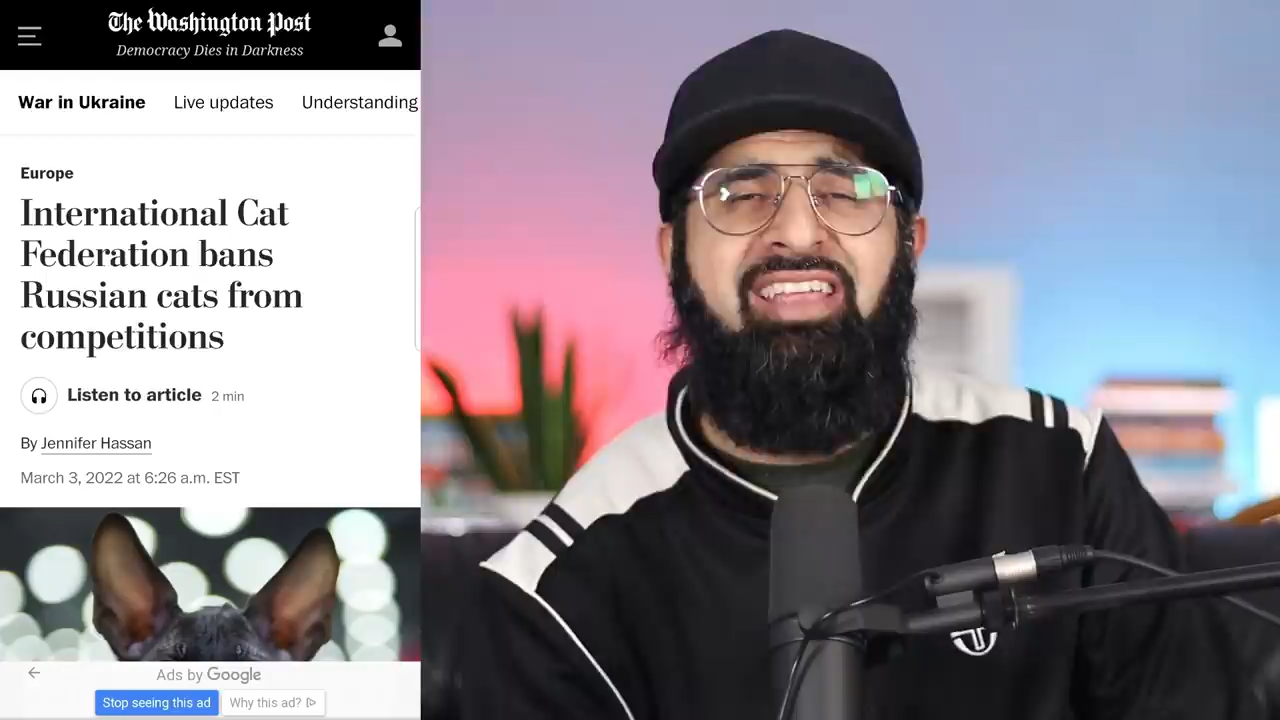 The Washington Post
Democracy Dies in Darkness
War in Ukraine Live updates Understanding
Europe
International Cat
Federation bans
Russian cats from
competitions
Listen to article 2 min
By Jennifer Hassan
March 3, 2022 at 6:26 a.m. EST
Ads by Google
Stop seeing this ad Why this ad?